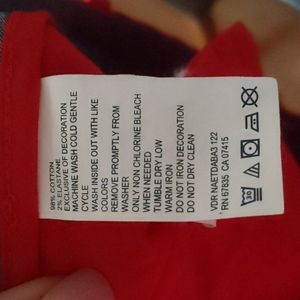 98% COTTON
2% ELASTANE
EXCLUSIVE OF DECORATION
MACHINE WASH COLD GENTLE
CYCLE
WASH INSIDE OUT WITH LIKE
COLORS
REMOVE PROMPTLY FROM
WASHER
ONLY NON CHLORINE BLEACH
WHEN NEEDED
TUMBLE DRY LOW
WARM IRON
DO NOT IRON DECORATION
DO NOT DRY CLEAN
VDR NAETDABA3 122
RN 67835 CA 07415
30